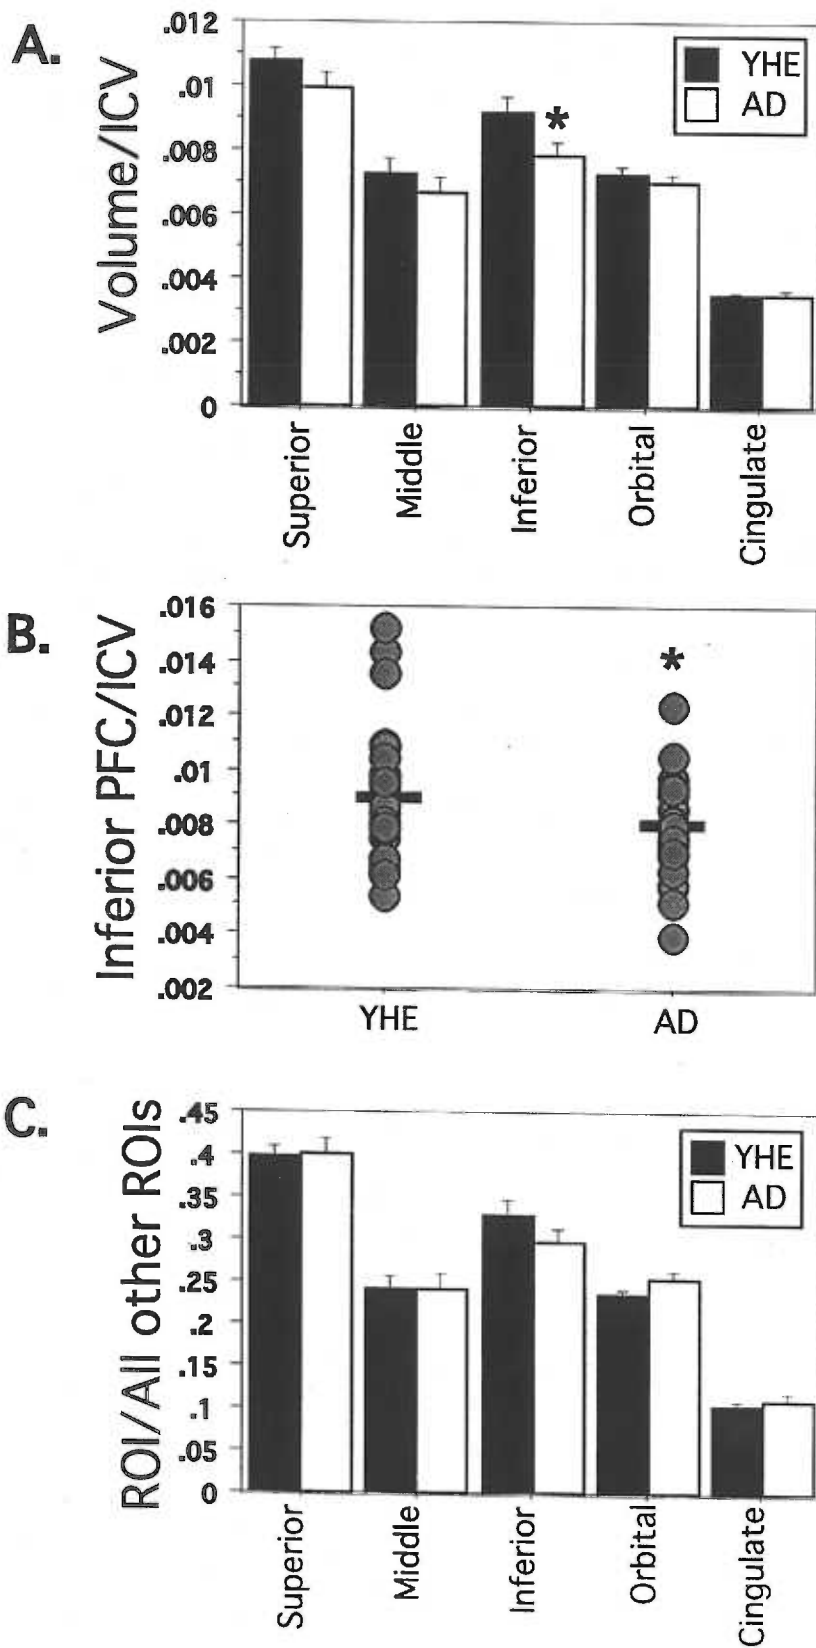 A.
Volume/ICV
.012
.01
.008
.006
.004
.002
0
YHE
AD
*
Superior
Middle
Inferior
Orbital
Cingulate
B.
Inferior PFC/ICV
.016
.014
.012
.01
.008
.006
.004
.002
*
YHE
AD
C.
ROI/All other ROIs
.45
.4
.35
.3
.25
.2
.15
.1
.05
0
YHE
AD
Superior
Middle
Inferior
Orbital
Cingulate